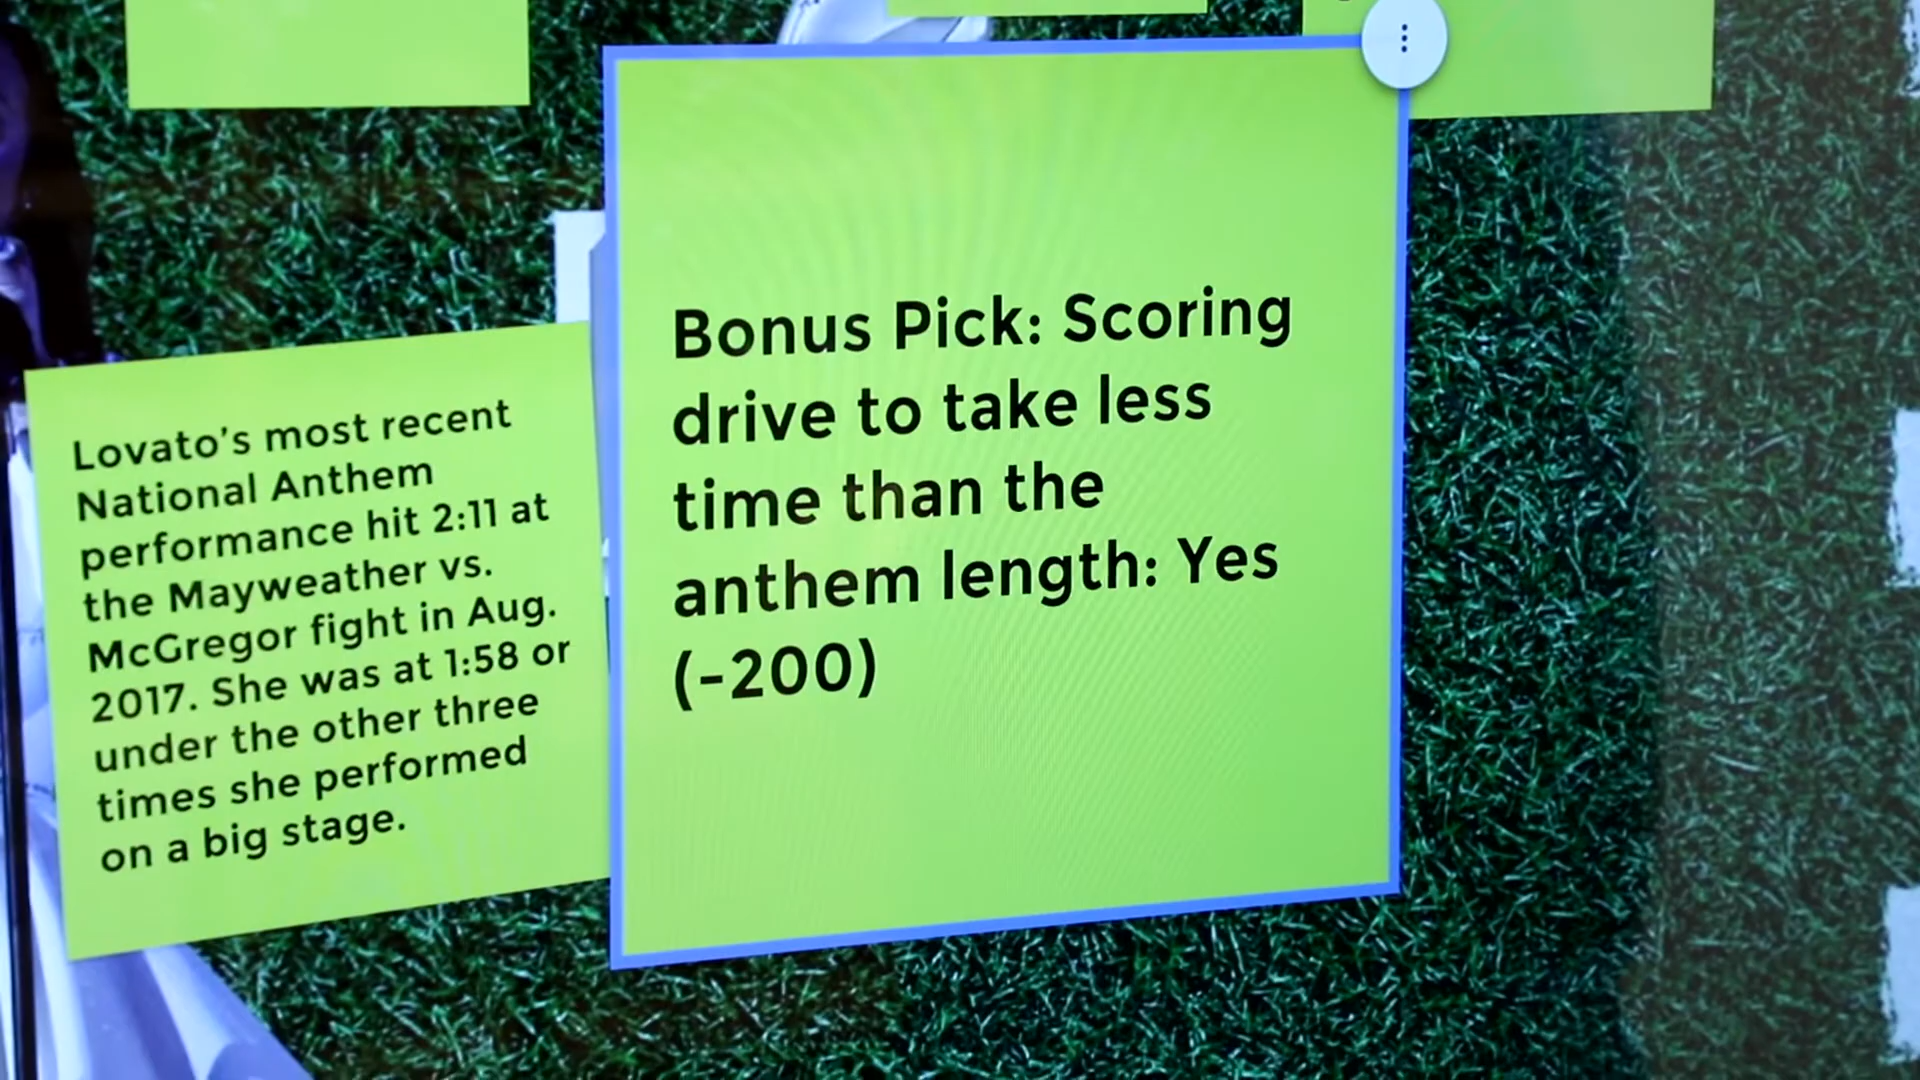 Lovato's most recent
National Anthem
performance hit 2:11 at
the Mayweather vs.
McGregor fight in Aug.
2017. She was at 1:58 or
under the other three
times she performed
on a big stage.
Bonus Pick: Scoring
drive to take less
time than the
anthem length: Yes
(-200)